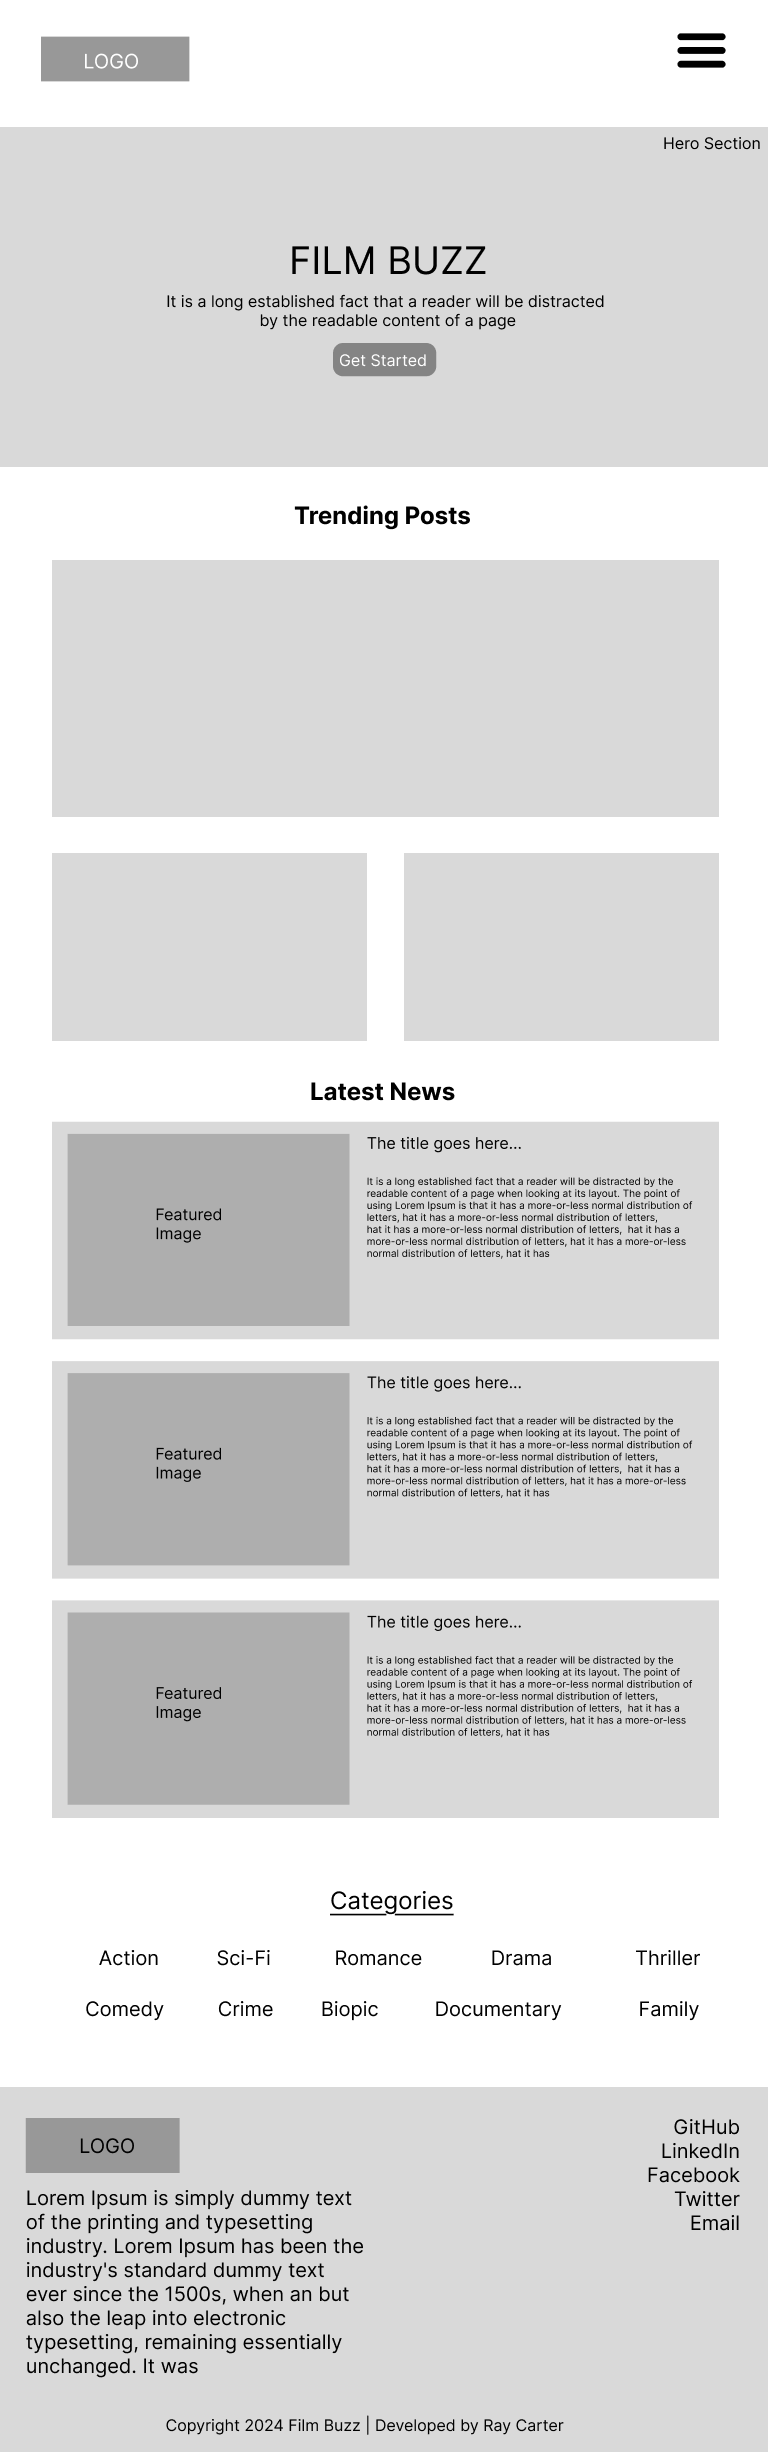 LOGO
Hero Section
FILM BUZZ
It is a long established fact that a reader will be distracted
by the readable content of a page
Get Started
Trending Posts
Latest News
Featured
Image
The title goes here...
It is a long established fact that a reader will be distracted by the
readable content of a page when looking at its layout. The point of
using Lorem Ipsum is that it has a more-or-less normal distribution of
letters, hat it has a more-or-less normal distribution of letters,
hat it has a more-or-less normal distribution of letters,  hat it has a
more-or-less normal distribution of letters, hat it has a more-or-less
normal distribution of letters, hat it has
Featured
Image
The title goes here...
It is a long established fact that a reader will be distracted by the
readable content of a page when looking at its layout. The point of
using Lorem Ipsum is that it has a more-or-less normal distribution of
letters, hat it has a more-or-less normal distribution of letters,
hat it has a more-or-less normal distribution of letters,  hat it has a
more-or-less normal distribution of letters, hat it has a more-or-less
normal distribution of letters, hat it has
Featured
Image
The title goes here...
It is a long established fact that a reader will be distracted by the
readable content of a page when looking at its layout. The point of
using Lorem Ipsum is that it has a more-or-less normal distribution of
letters, hat it has a more-or-less normal distribution of letters,
hat it has a more-or-less normal distribution of letters,  hat it has a
more-or-less normal distribution of letters, hat it has a more-or-less
normal distribution of letters, hat it has
Categories
Action Sci-Fi Romance Drama Thriller
Comedy Crime Biopic Documentary Family
LOGO
Lorem Ipsum is simply dummy text
of the printing and typesetting
industry. Lorem Ipsum has been the
industry's standard dummy text
ever since the 1500s, when an but
also the leap into electronic
typesetting, remaining essentially
unchanged. It was
GitHub
LinkedIn
Facebook
Twitter
Email
Copyright 2024 Film Buzz | Developed by Ray Carter